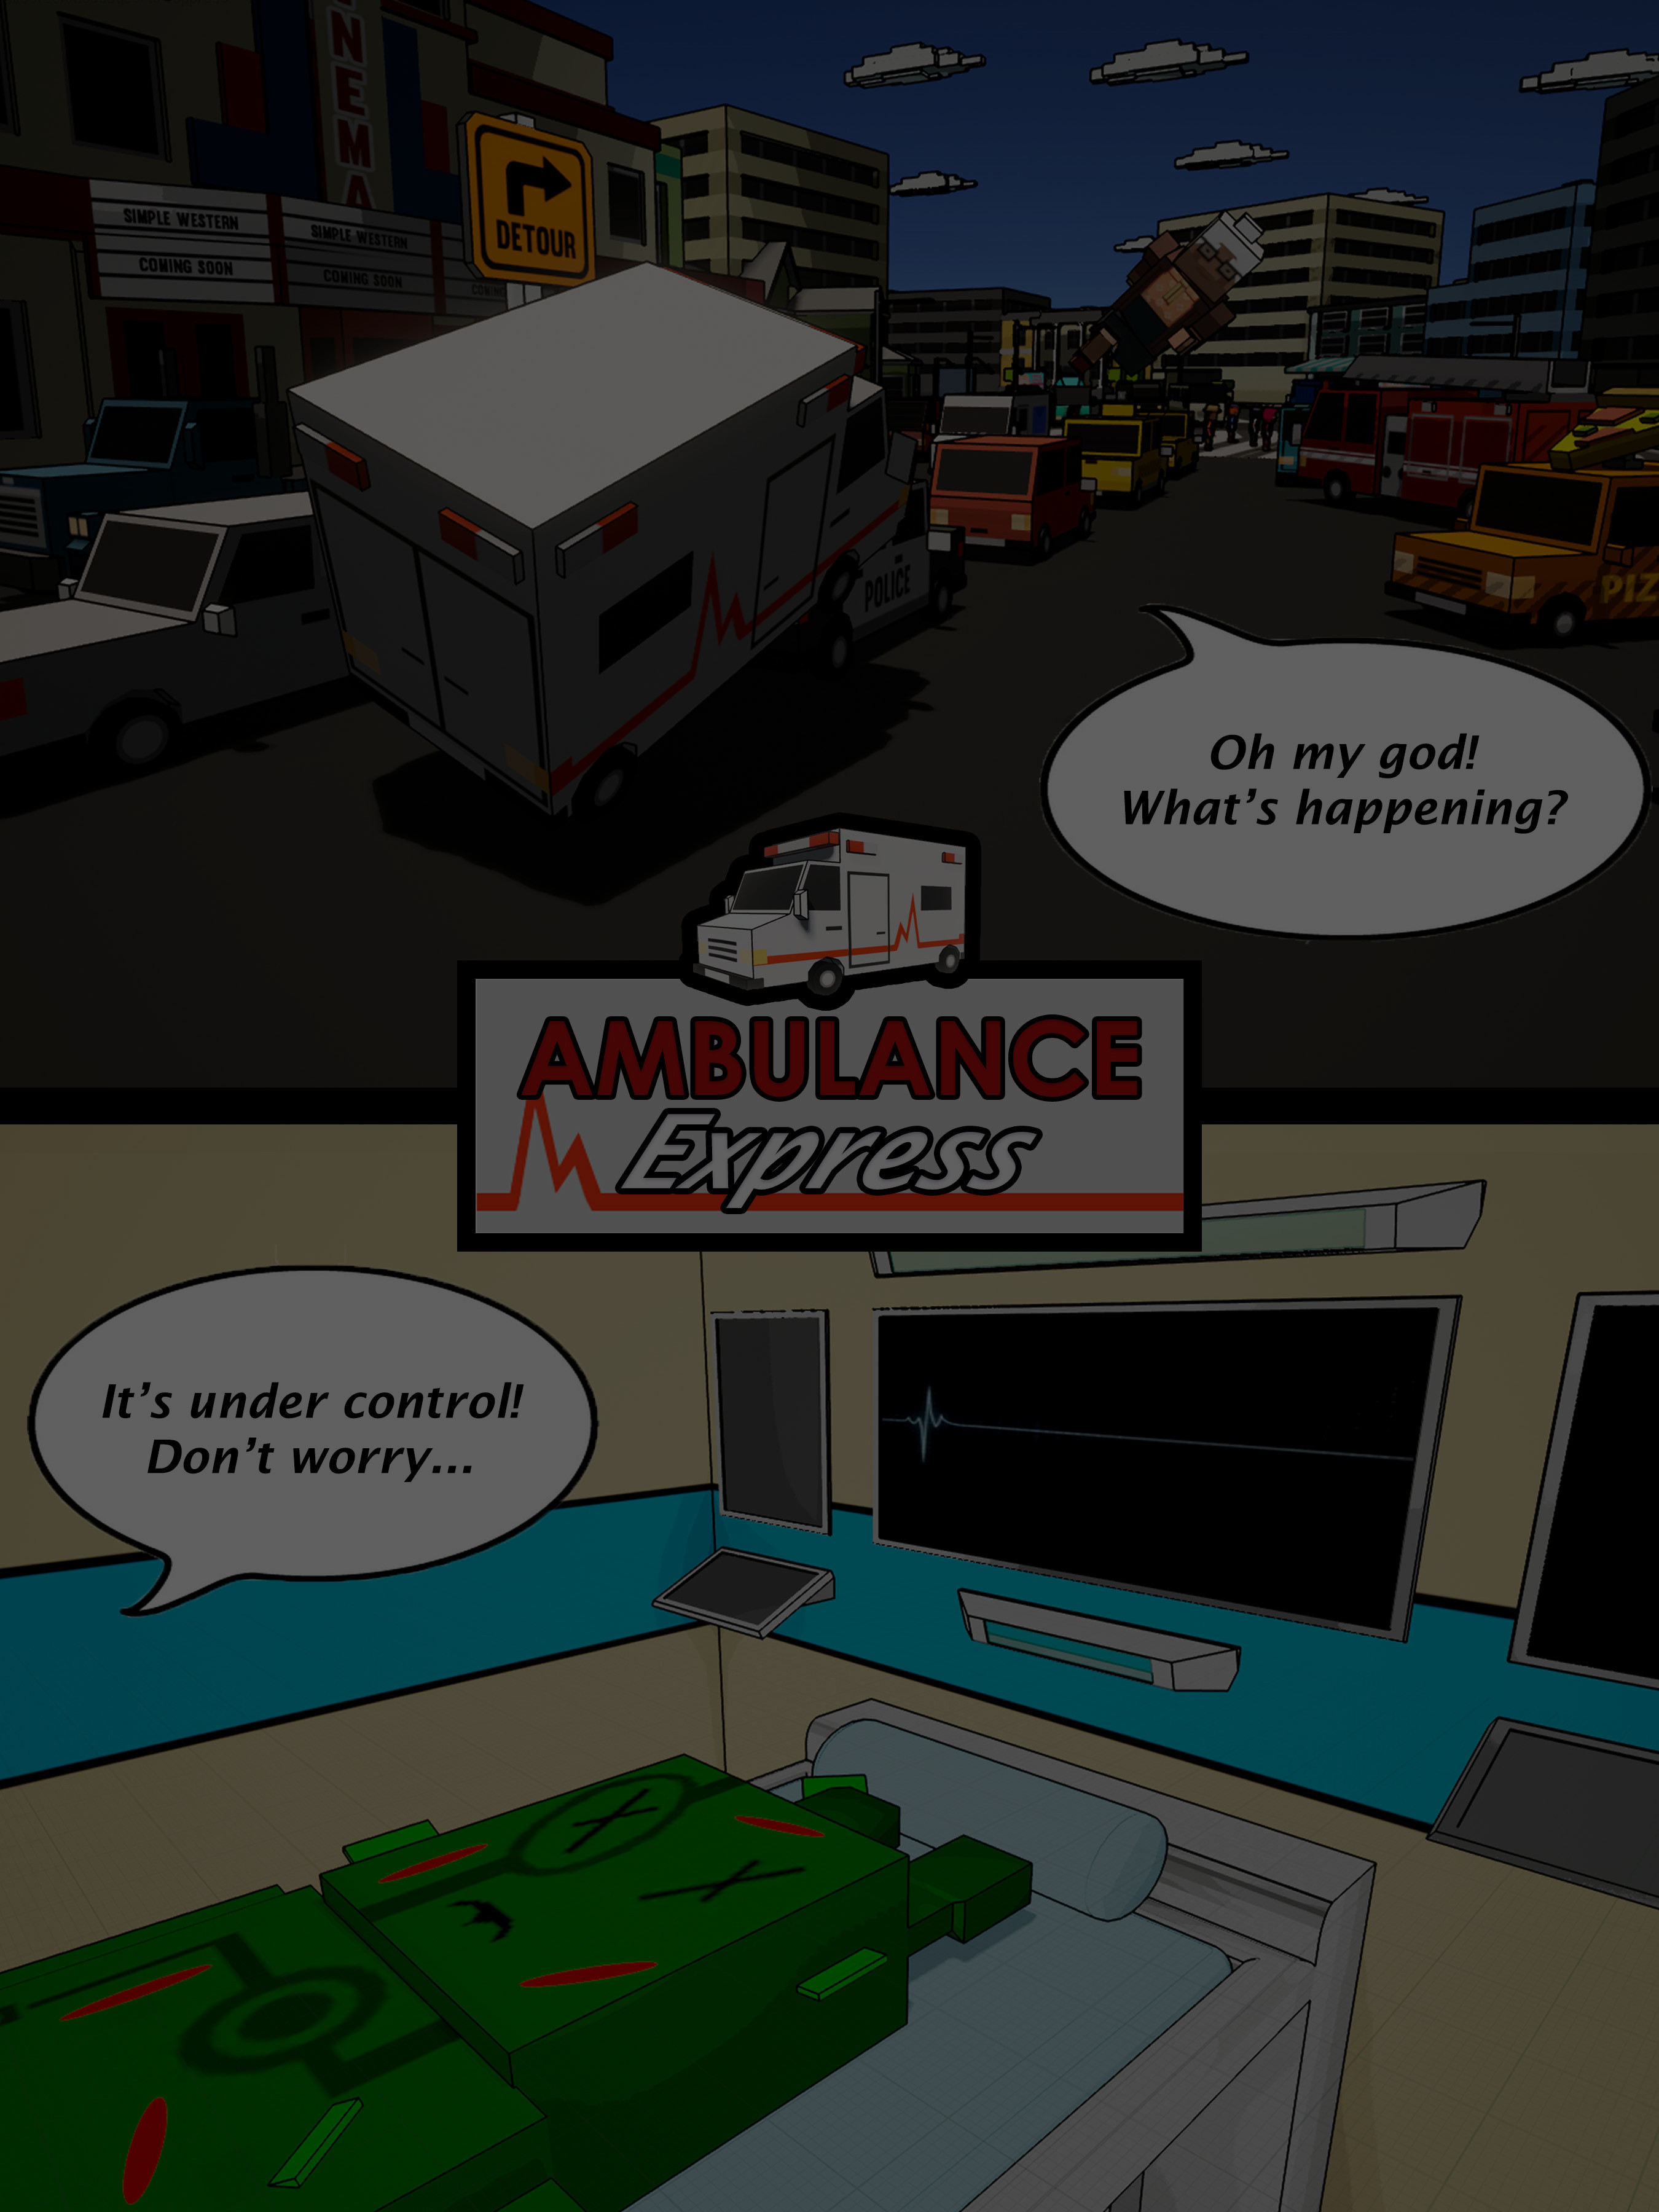 NEMA
SIMPLE WESTERN
COMING SOON
SIMPLE WESTERN
COMING SOON
COMING
DETOUR
POLICE
PIZ
Oh my god!
What's happening?
AMBULANCE
Express
It's under control!
Don't worry...